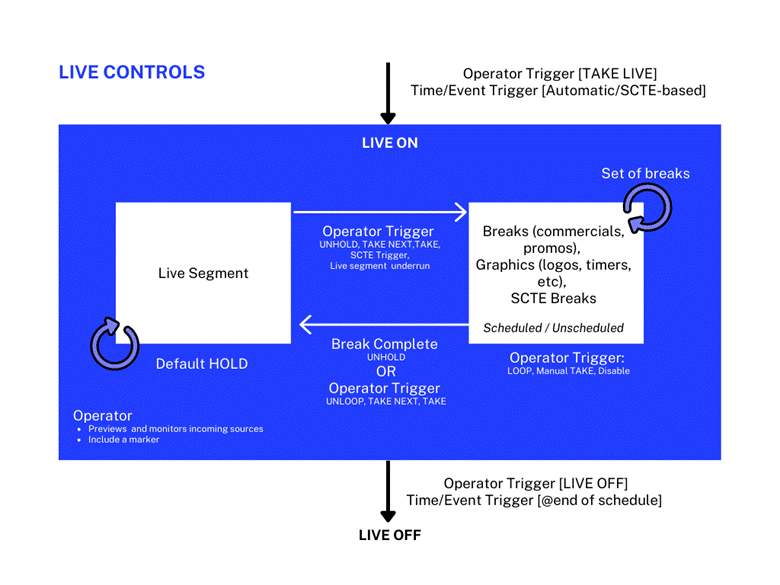 LIVE CONTROLS
Operator Trigger [TAKE LIVE]
Time/Event Trigger [Automatic/SCTE-based]
LIVE ON
Set of breaks
Live Segment
Default HOLD
Operator Trigger
UNHOLD, TAKE NEXT,TAKE,
SCTE Trigger,
Live segment underrun
Breaks (commercials,
promos),
Graphics (logos, timers,
etc),
SCTE Breaks
Scheduled / Unscheduled
Break Complete
UNHOLD
OR
Operator Trigger
UNLOOP, TAKE NEXT, TAKE
Operator Trigger:
LOOP, Manual TAKE, Disable
Operator
• Previews and monitors incoming sources
• Include a marker
Operator Trigger [LIVE OFF]
Time/Event Trigger [@end of schedule]
LIVE OFF